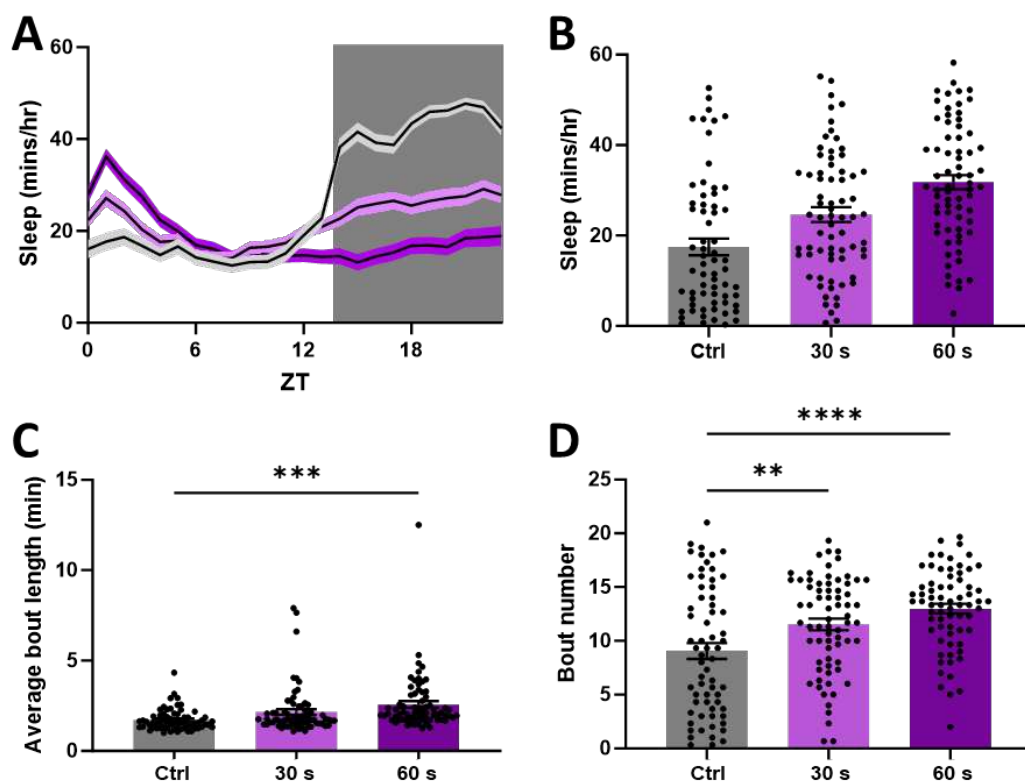 A
60
40
20
0
Sleep (mins/hr)
0 6 12 18
ZT
B
60
40
20
0
Sleep (mins/hr)
Ctrl 30 s 60 s
C
15
10
5
0
Average bout length (min)
***
Ctrl 30 s 60 s
D
25
20
15
10
5
0
Bout number
****
**
Ctrl 30 s 60 s